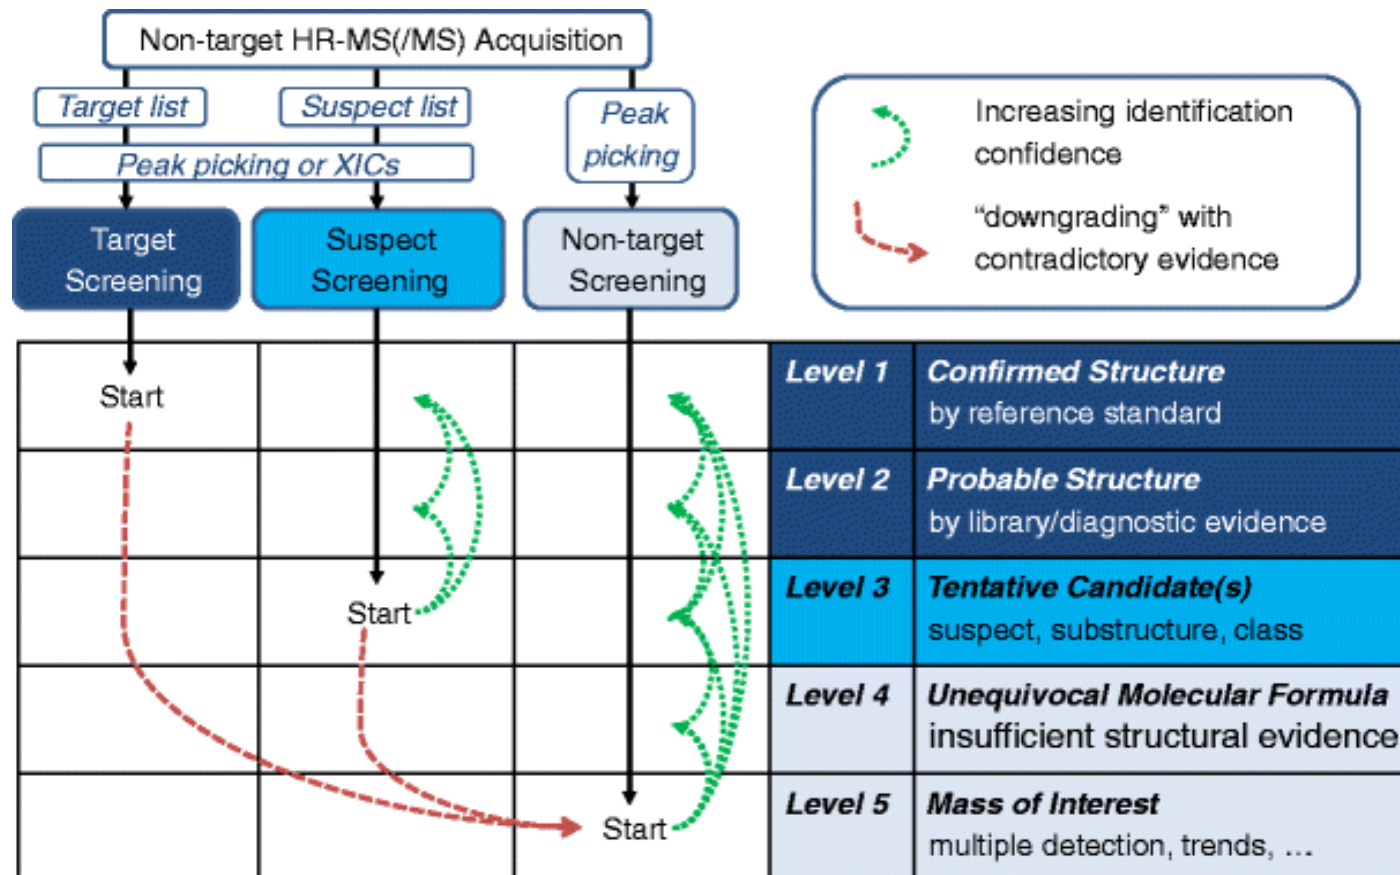 Non-target HR-MS(/MS) Acquisition
Target list
Suspect list
Peak
picking
Peak picking or XICs
Target
Screening
Suspect
Screening
Non-target
Screening
Increasing identification
confidence
“downgrading” with
contradictory evidence
Start
Start
Start
Level 1
Confirmed Structure
by reference standard
Level 2
Probable Structure
by library/diagnostic evidence
Level 3
Tentative Candidate(s)
suspect, substructure, class
Level 4
Unequivocal Molecular Formula
insufficient structural evidence
Level 5
Mass of Interest
multiple detection, trends, …